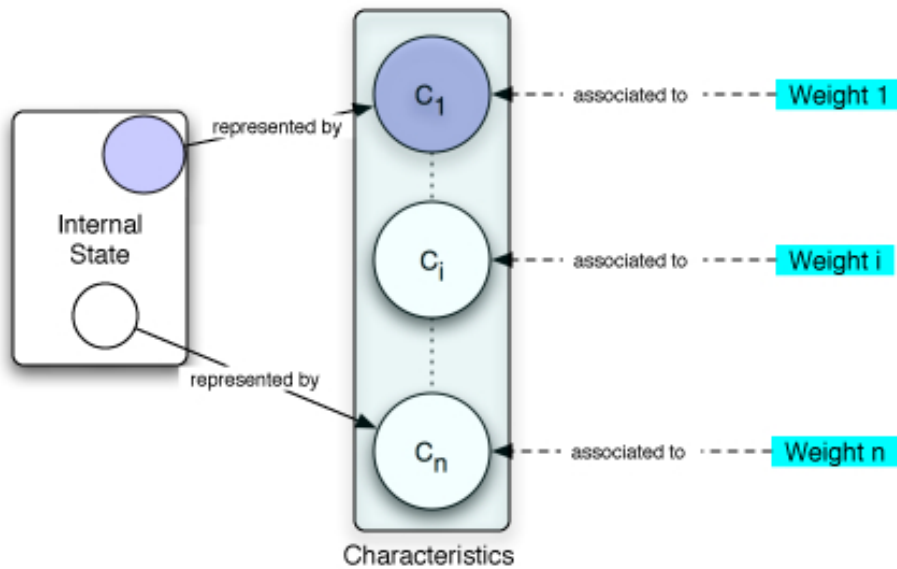 C1
associated to
Weight 1
represented by
Internal
State
Ci
associated to
Weight i
represented by
Cn
associated to
Weight n
Characteristics